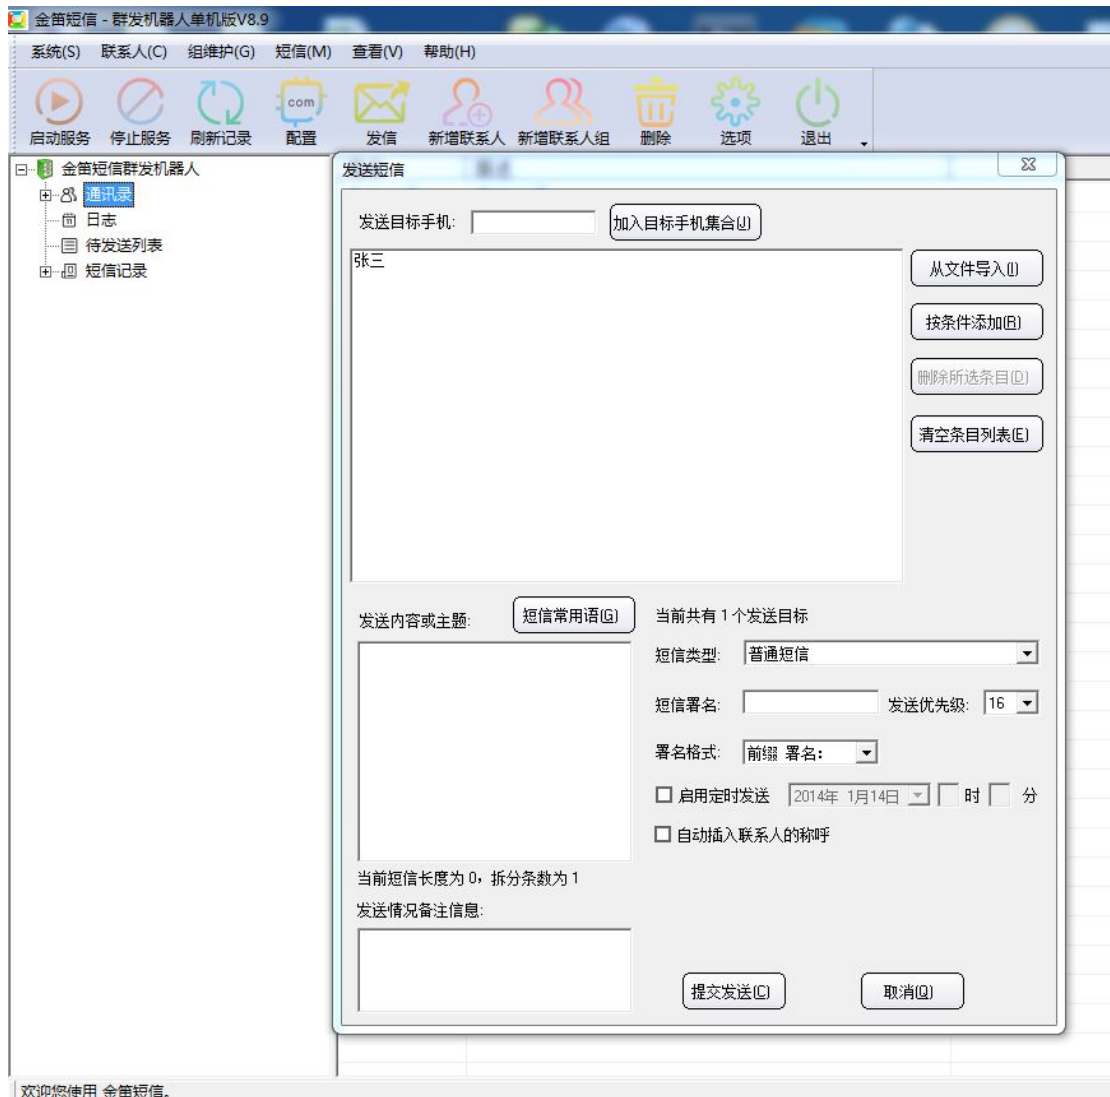 金笛短信 - 群发机器人单机版V8.9
系统(S) 联系人(C) 组维护(G) 短信(M) 查看(V) 帮助(H)
com
启动服务 停止服务 刷新记录 配置 发信 新增联系人 新增联系人组 删除 选项 退出
金笛短信群发机器人
通讯录
日志
待发送列表
短信记录
发送短信
发送目标手机: 加入目标手机集合(J)
张三
从文件导入(I)
按条件添加(R)
删除所选条目(D)
清空条目列表(E)
发送内容或主题: 短信常用语(G) 当前共有 1 个发送目标
短信类型: 普通短信
短信署名: 发送优先级: 16
署名格式: 前缀 署名:
启用定时发送 2014年 1月14日 时 分
自动插入联系人的称呼
当前短信长度为 0，拆分条数为 1
发送情况备注信息:
提交发送(C) 取消(Q)
欢迎您使用 金笛短信。